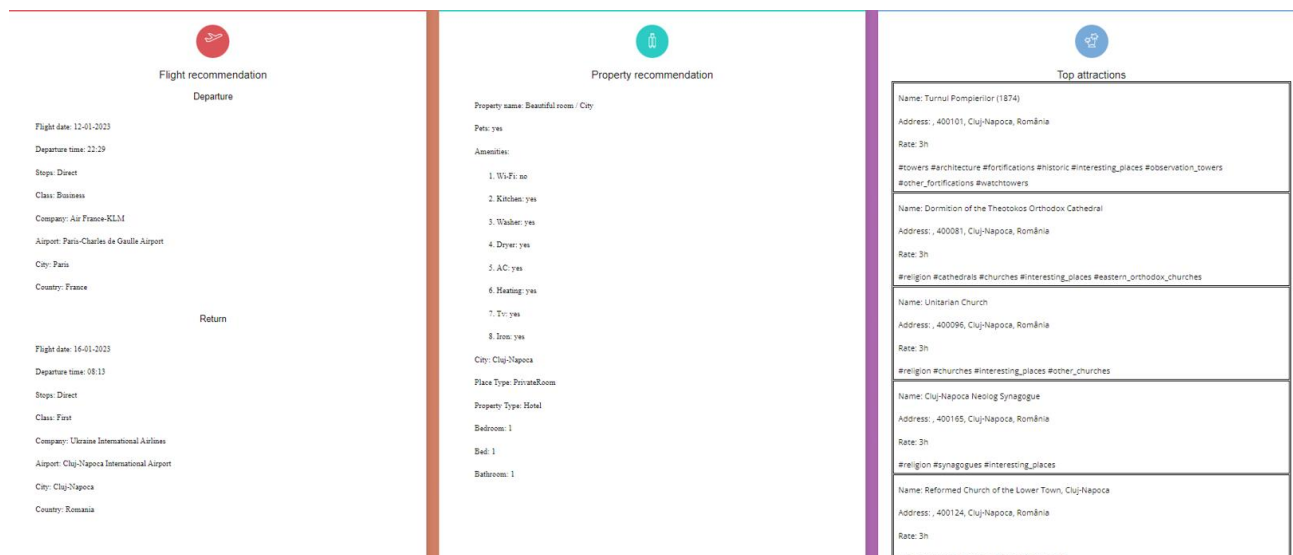 Flight recommendation
Departure
Flight date: 12-01-2023
Departure time: 22:29
Stops: Direct
Class: Business
Company: Air France-KLM
Airport: Paris-Charles de Gaulle Airport
City: Paris
Country: France
Return
Flight date: 16-01-2023
Departure time: 08:13
Stops: Direct
Class: First
Company: Ukraine International Airlines
Airport: Cluj-Napoca International Airport
City: Cluj-Napoca
Country: Romania
Property recommendation
Property name: Beautiful room / City
Pets: yes
Amenities:
1. Wi-Fi: no
2. Kitchen: yes
3. Washer: yes
4. Dryer: yes
5. AC: yes
6. Heating: yes
7. Tv: yes
8. Iron: yes
City: Cluj-Napoca
Place Type: PrivateRoom
Property Type: Hotel
Bedroom: 1
Bed: 1
Bathroom: 1
Top attractions
Name: Turnul Pompierilor (1874)
Address: , 400101, Cluj-Napoca, România
Rate: 3h
#towers #architecture #fortifications #historic #interesting_places #observation_towers
#other_fortifications #watchtowers
Name: Dormition of the Theotokos Orthodox Cathedral
Address: , 400081, Cluj-Napoca, România
Rate: 3h
#religion #cathedrals #churches #interesting_places #eastern_orthodox_churches
Name: Unitarian Church
Address: , 400096, Cluj-Napoca, România
Rate: 3h
#religion #churches #interesting_places #other_churches
Name: Cluj-Napoca Neolog Synagogue
Address: , 400165, Cluj-Napoca, România
Rate: 3h
#religion #synagogues #interesting_places
Name: Reformed Church of the Lower Town, Cluj-Napoca
Address: , 400124, Cluj-Napoca, România
Rate: 3h